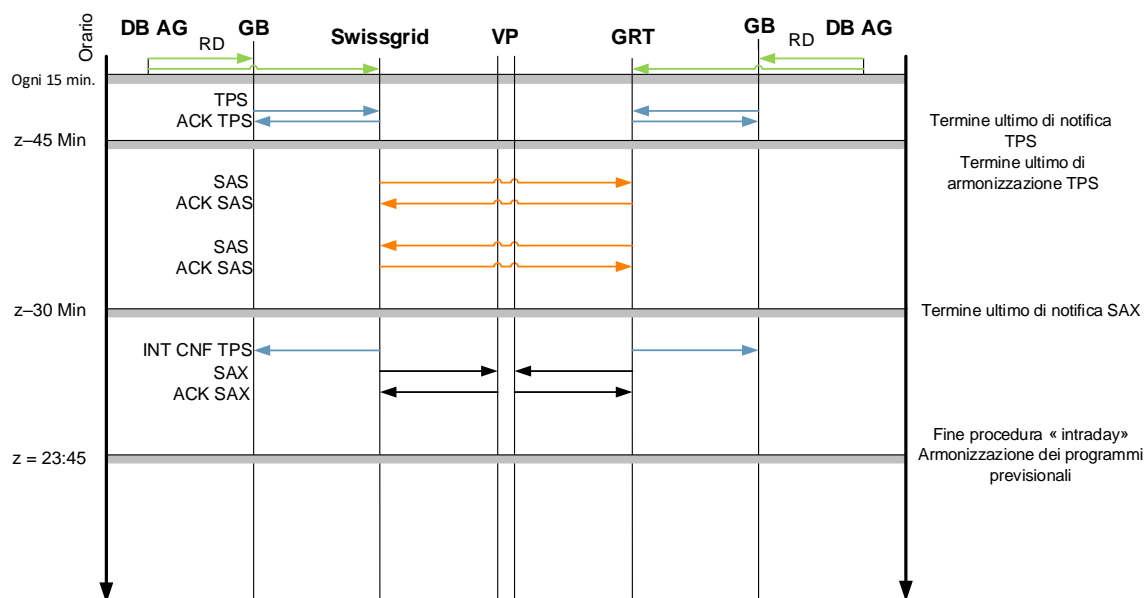 Orario
DB AG
GB
Swissgrid
VP
GRT
GB
DB AG
RD
RD
Ogni 15 min.
TPS
ACK TPS
z–45 Min
Termine ultimo di notifica
TPS
Termine ultimo di
armonizzazione TPS
SAS
ACK SAS
SAS
ACK SAS
z–30 Min
Termine ultimo di notifica SAX
INT CNF TPS
SAX
ACK SAX
z = 23:45
Fine procedura « intraday»
Armonizzazione dei programmi
previsionali